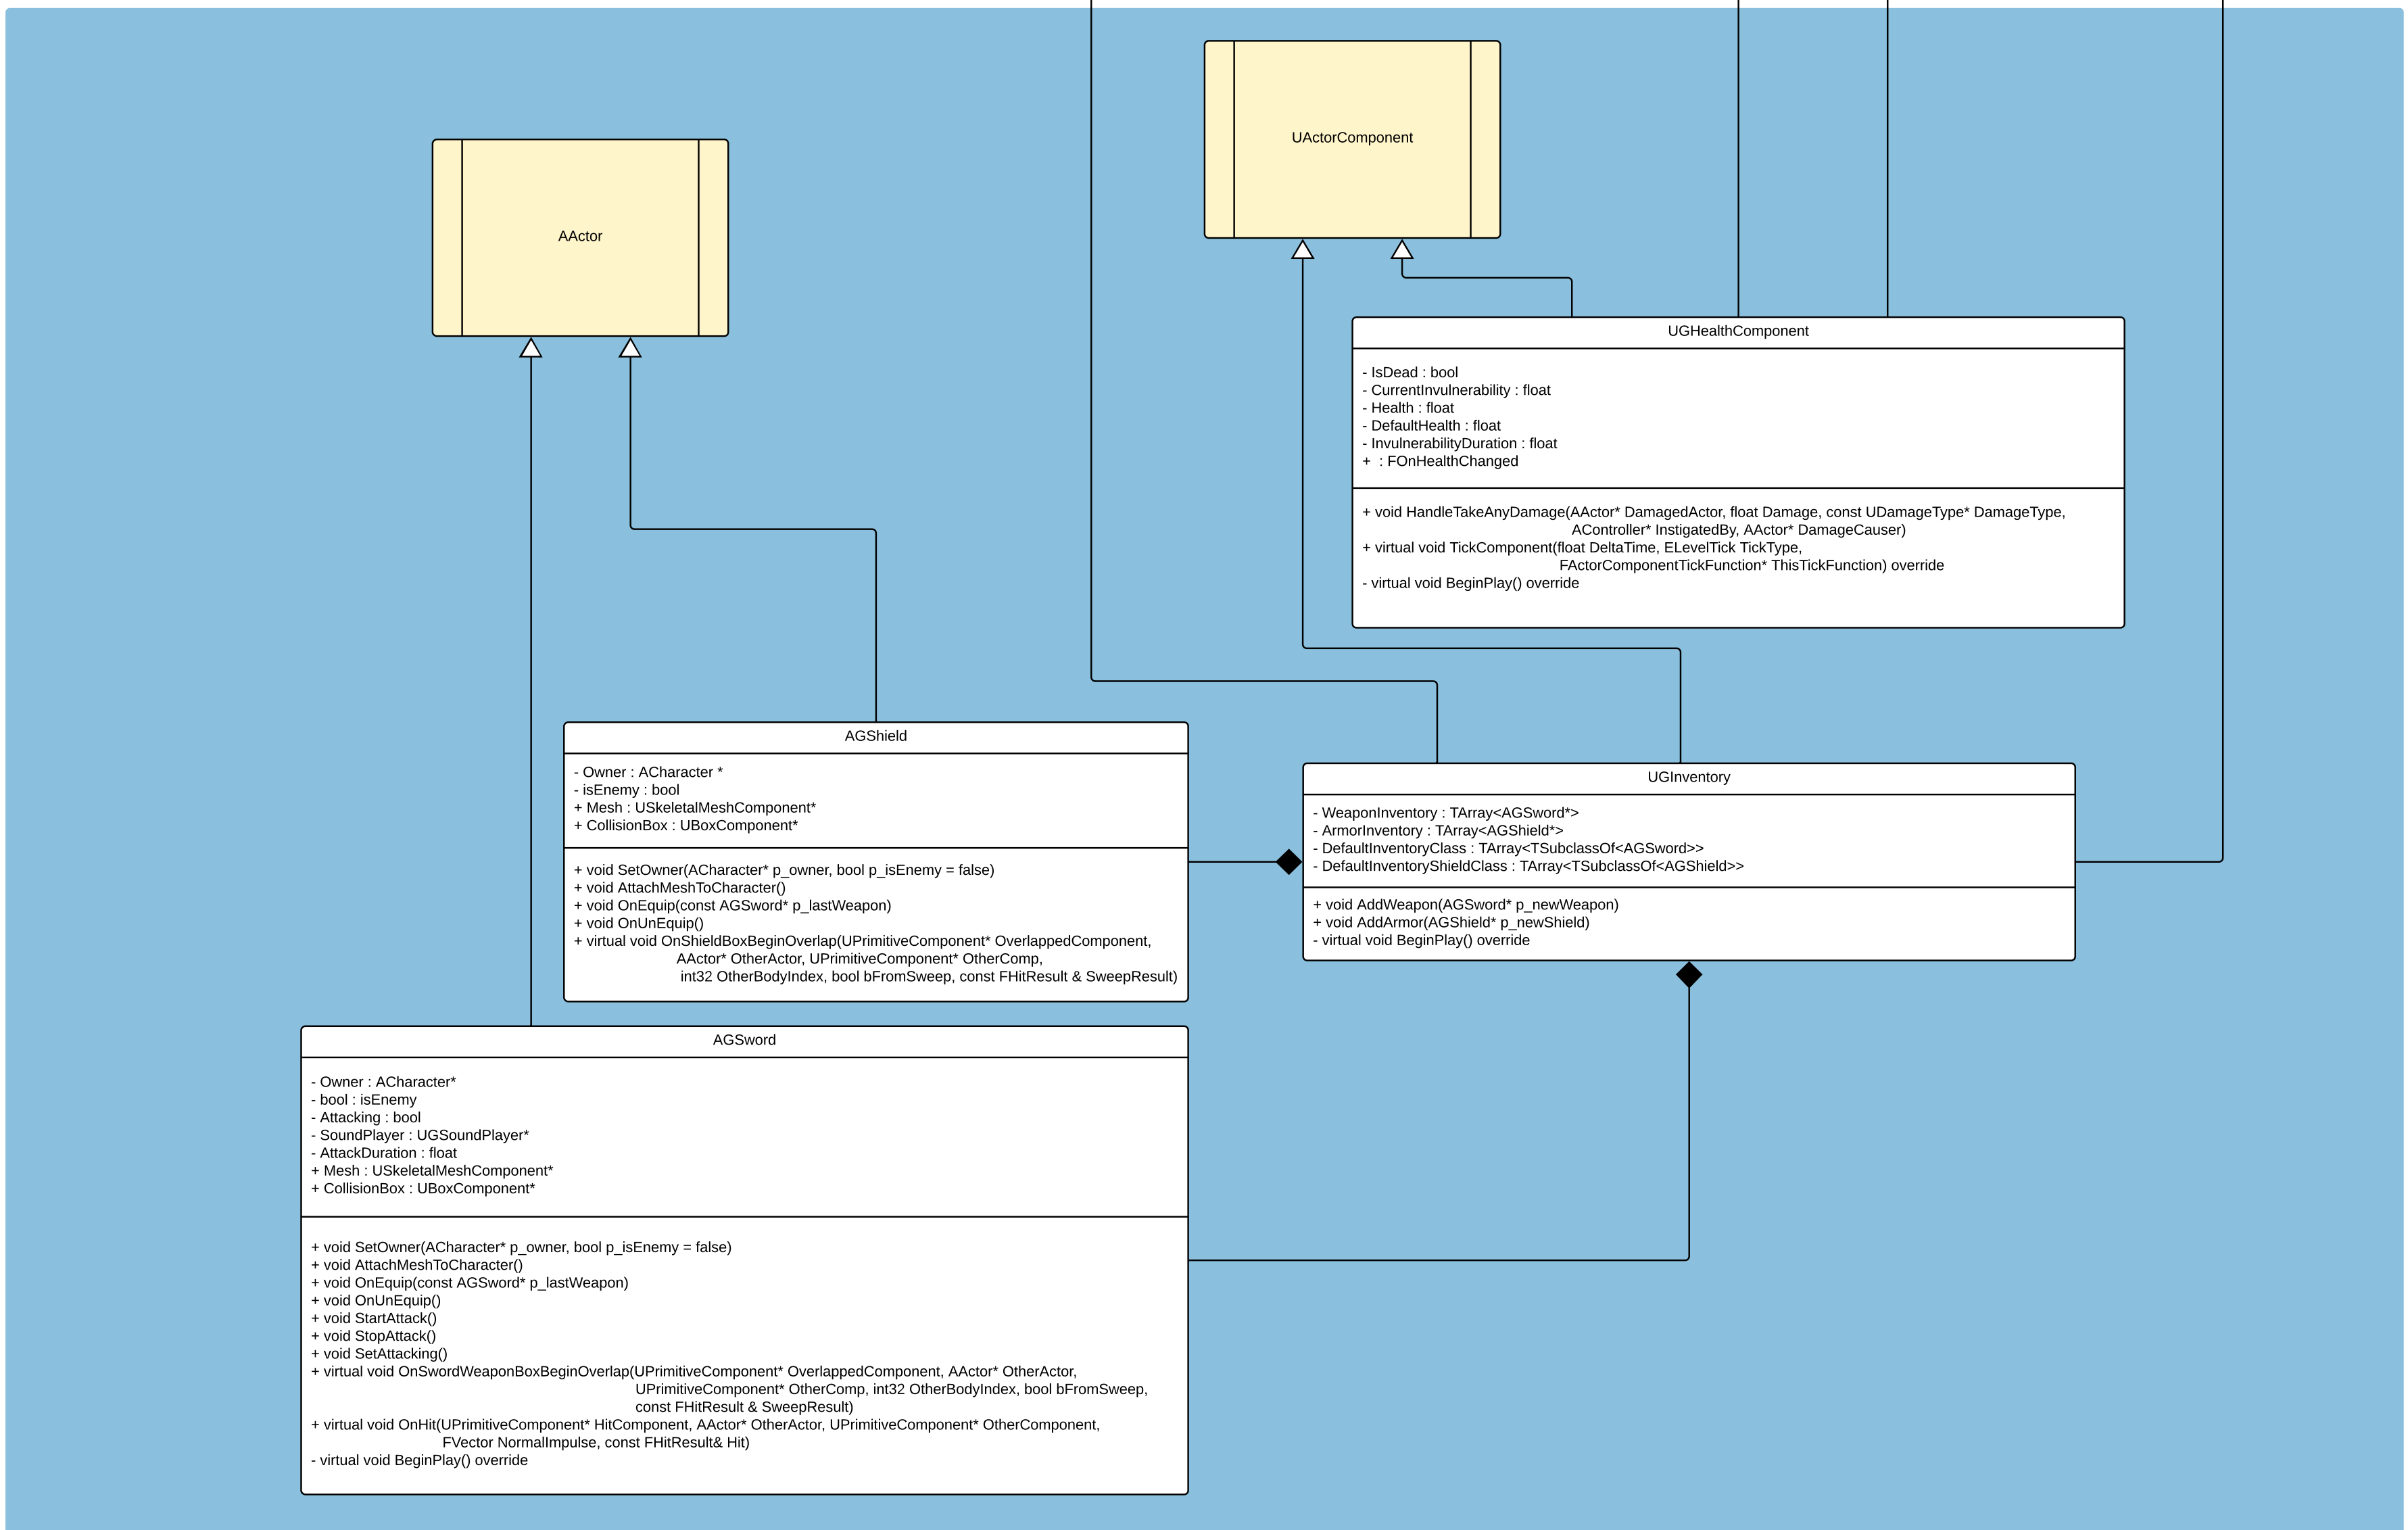 UActorComponent
AActor
UGHealthComponent
- IsDead : bool
- CurrentInvulnerability : float
- Health : float
- DefaultHealth : float
- InvulnerabilityDuration : float
+  : FOnHealthChanged
+ void HandleTakeAnyDamage(AActor* DamagedActor, float Damage, const UDamageType* DamageType,
AController* InstigatedBy, AActor* DamageCauser)
+ virtual void TickComponent(float DeltaTime, ELevelTick TickType,
FActorComponentTickFunction* ThisTickFunction) override
- virtual void BeginPlay() override
AGShield
- Owner : ACharacter *
- isEnemy : bool
+ Mesh : USkeletalMeshComponent*
+ CollisionBox : UBoxComponent*
+ void SetOwner(ACharacter* p_owner, bool p_isEnemy = false)
+ void AttachMeshToCharacter()
+ void OnEquip(const AGSword* p_lastWeapon)
+ void OnUnEquip()
+ virtual void OnShieldBoxBeginOverlap(UPrimitiveComponent* OverlappedComponent,
AActor* OtherActor, UPrimitiveComponent* OtherComp,
int32 OtherBodyIndex, bool bFromSweep, const FHitResult & SweepResult)
UGInventory
- WeaponInventory : TArray<AGSword*>
- ArmorInventory : TArray<AGShield*>
- DefaultInventoryClass : TArray<TSubclassOf<AGSword>>
- DefaultInventoryShieldClass : TArray<TSubclassOf<AGShield>>
+ void AddWeapon(AGSword* p_newWeapon)
+ void AddArmor(AGShield* p_newShield)
- virtual void BeginPlay() override
AGSword
- Owner : ACharacter*
- bool : isEnemy
- Attacking : bool
- SoundPlayer : UGSoundPlayer*
- AttackDuration : float
+ Mesh : USkeletalMeshComponent*
+ CollisionBox : UBoxComponent*
+ void SetOwner(ACharacter* p_owner, bool p_isEnemy = false)
+ void AttachMeshToCharacter()
+ void OnEquip(const AGSword* p_lastWeapon)
+ void OnUnEquip()
+ void StartAttack()
+ void StopAttack()
+ void SetAttacking()
+ virtual void OnSwordWeaponBoxBeginOverlap(UPrimitiveComponent* OverlappedComponent, AActor* OtherActor,
UPrimitiveComponent* OtherComp, int32 OtherBodyIndex, bool bFromSweep,
const FHitResult & SweepResult)
+ virtual void OnHit(UPrimitiveComponent* HitComponent, AActor* OtherActor, UPrimitiveComponent* OtherComponent,
FVector NormalImpulse, const FHitResult& Hit)
- virtual void BeginPlay() override